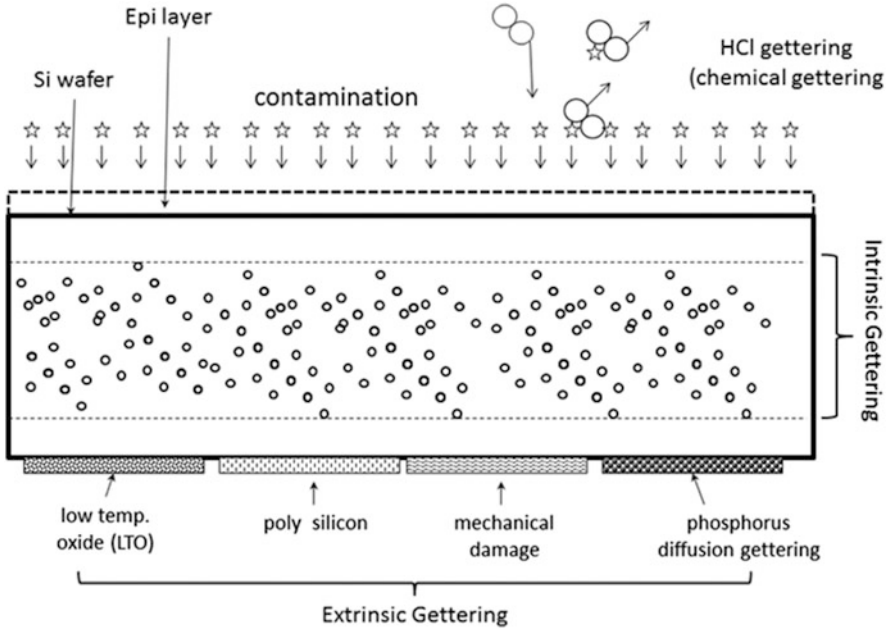 Epi layer
Si wafer
contamination
HCl gettering
(chemical gettering
Intrinsic Gettering
low temp.
oxide (LTO)
poly silicon
mechanical
damage
phosphorus
diffusion gettering
Extrinsic Gettering